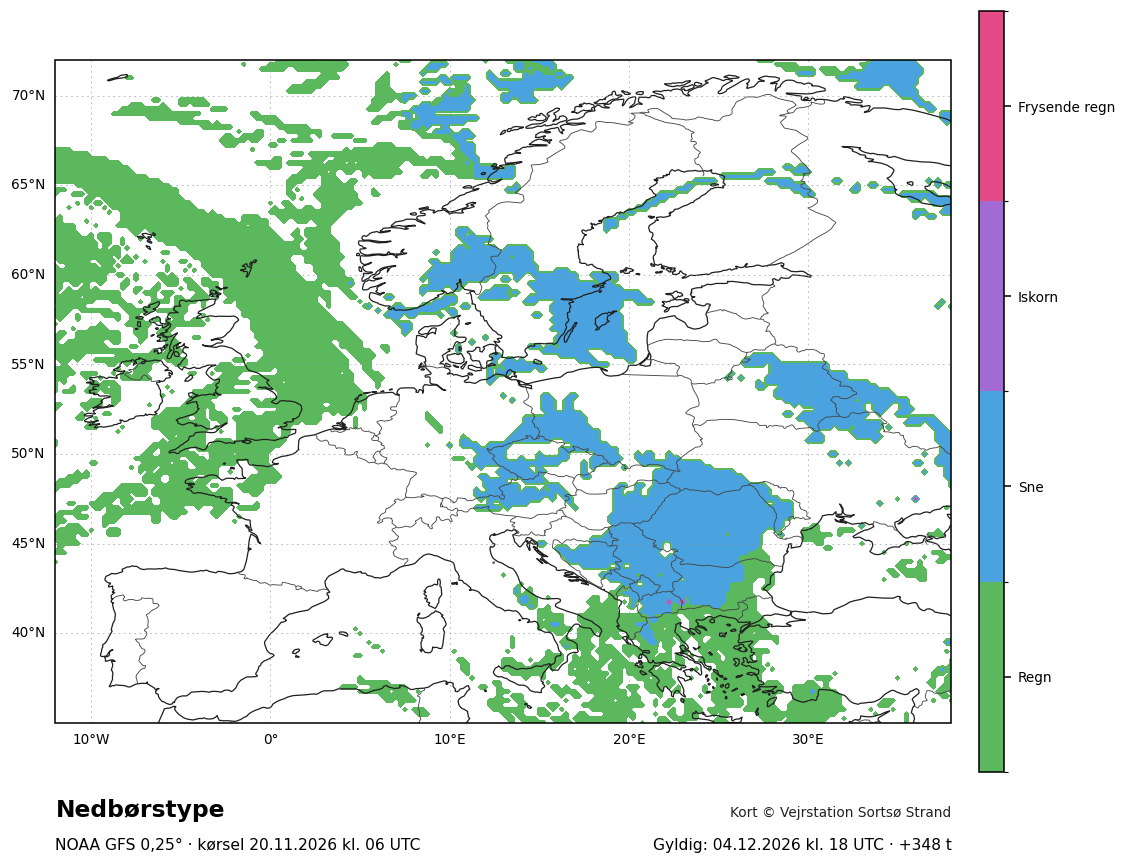 70°N
65°N
60°N
55°N
50°N
45°N
40°N
10°W
0°
10°E
20°E
30°E
Frysende regn
Iskorn
Sne
Regn
Nedbørstype
Kort © Vejrstation Sortsø Strand
NOAA GFS 0,25° · kørsel 20.11.2026 kl. 06 UTC
Gyldig: 04.12.2026 kl. 18 UTC · +348 t